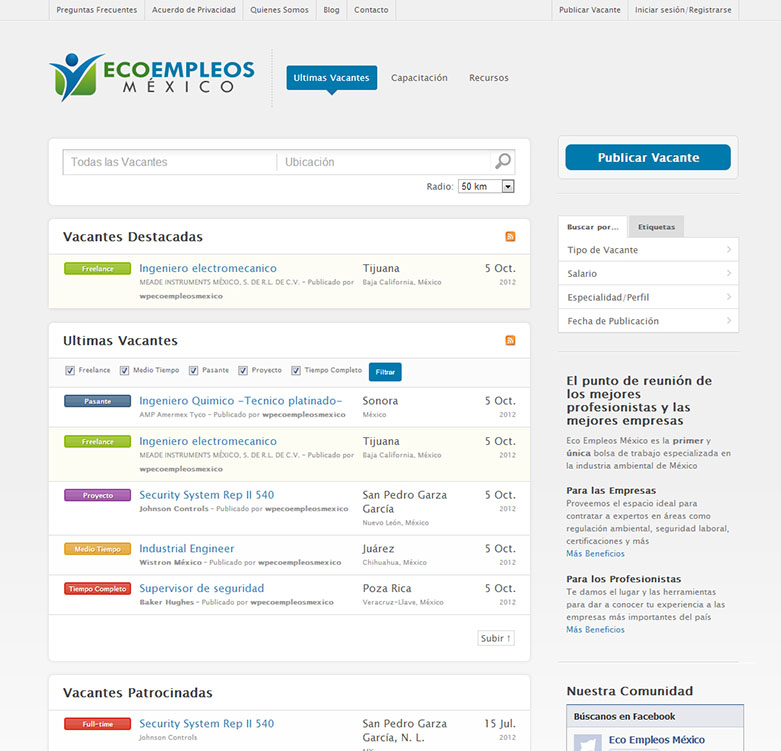 Preguntas Frecuentes
Acuerdo de Privacidad
Quienes Somos
Blog
Contacto
Publicar Vacante
Iniciar sesión/Registrarse
ECOEMPLEOS
MÉXICO
Ultimas Vacantes
Capacitación
Recursos
Todas las Vacantes
Ubicación
Radio: 50 km
Vacantes Destacadas
Freelance
Ingeniero electromecanico
MEADE INSTRUMENTS MÉXICO, S. DE R.L. DE C.V. – Publicado por
wpecoempleosmexico
Tijuana
Baja California, México
5 Oct.
2012
Ultimas Vacantes
Freelance
Medio Tiempo
Pasante
Proyecto
Tiempo Completo
Filtrar
Pasante
Ingeniero Quimico -Tecnico platinado-
AMP Amermex Tyco – Publicado por wpecoempleosmexico
Sonora
México
5 Oct.
2012
Freelance
Ingeniero electromecanico
MEADE INSTRUMENTS MÉXICO, S. DE R.L. DE C.V. – Publicado por
wpecoempleosmexico
Tijuana
Baja California, México
5 Oct.
2012
Proyecto
Security System Rep II 540
Johnson Controls – Publicado por wpecoempleosmexico
San Pedro Garza
García
Nuevo León, México
5 Oct.
2012
Medio Tiempo
Industrial Engineer
Wistron México – Publicado por wpecoempleosmexico
Juárez
Chihuahua, México
5 Oct.
2012
Tiempo Completo
Supervisor de seguridad
Baker Hughes – Publicado por wpecoempleosmexico
Poza Rica
Veracruz-Llave, México
5 Oct.
2012
Subir ↑
Vacantes Patrocinadas
Full-time
Security System Rep II 540
Johnson Controls
San Pedro Garza
García, N. L.
15 Jul.
2012
Publicar Vacante
Buscar por...
Etiquetas
Tipo de Vacante
Salario
Especialidad/Perfil
Fecha de Publicación
El punto de reunión de
los mejores
profesionistas y las
mejores empresas
Eco Empleos México es la primer y
única bolsa de trabajo especializada en
la industria ambiental de México
Para las Empresas
Proveemos el espacio ideal para
contratar a expertos en áreas como
regulación ambiental, seguridad laboral,
certificaciones y más
Más Beneficios
Para los Profesionistas
Te damos el lugar y las herramientas
para dar a conocer tu experiencia a las
empresas más importantes del país
Más Beneficios
Nuestra Comunidad
Búscanos en Facebook
Eco Empleos México